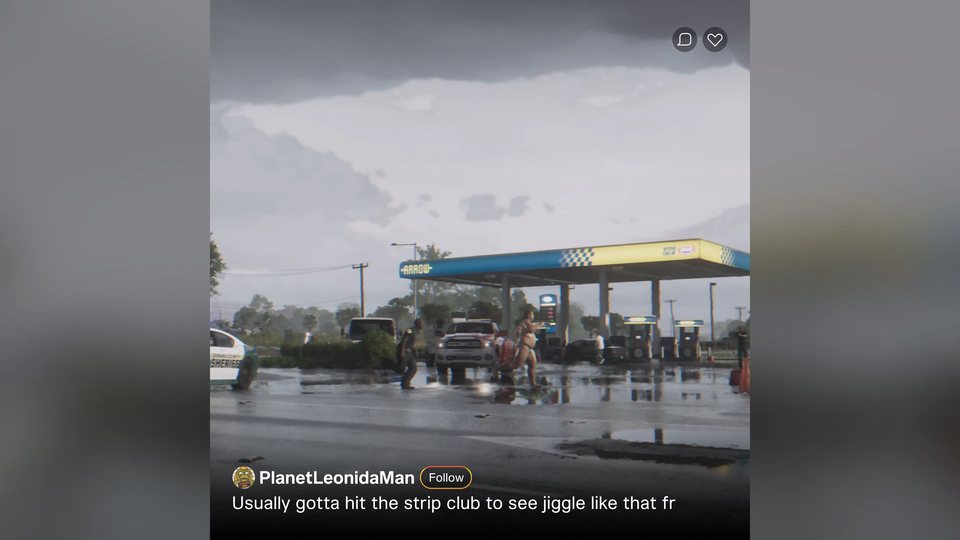 ARROW
SHERIFF
PlanetLeonidaMan
Follow
Usually gotta hit the strip club to see jiggle like that fr